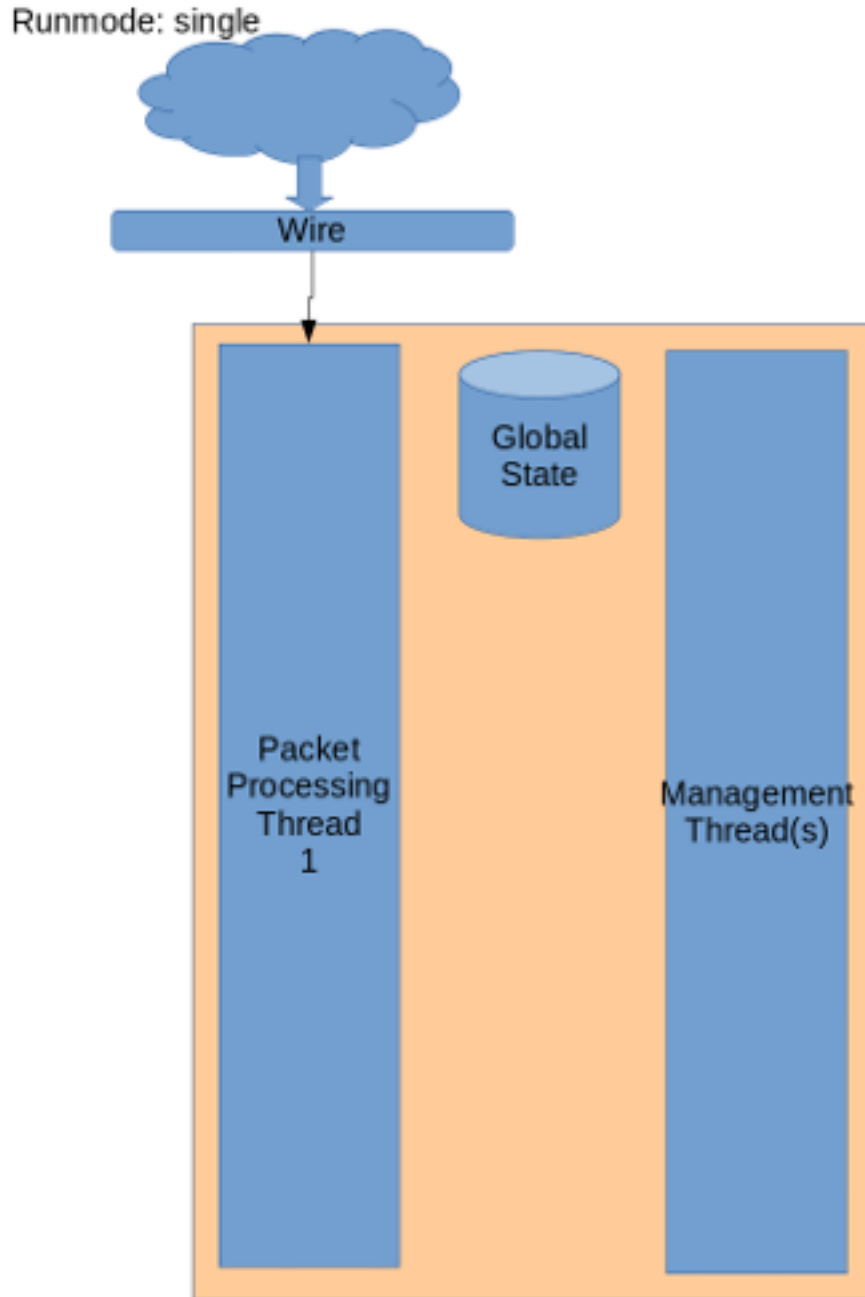 Runmode: single
Wire
Global
State
Packet
Processing
Thread
1
Management
Thread(s)